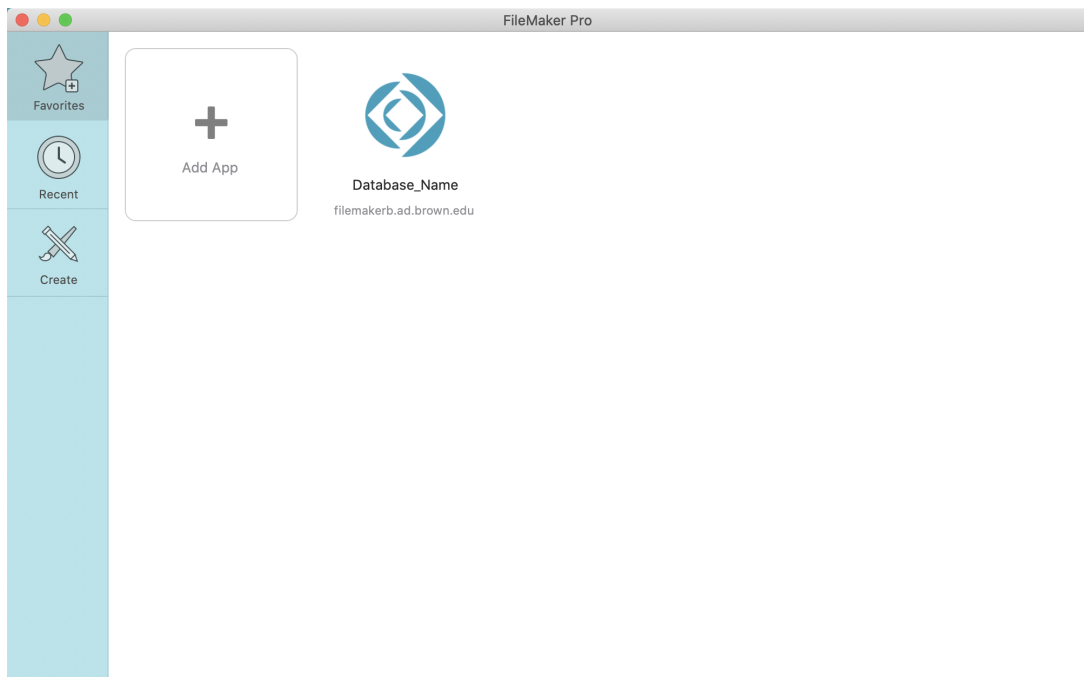 FileMaker Pro
Favorites
Recent
Create
Add App
Database_Name
filemakerb.ad.brown.edu